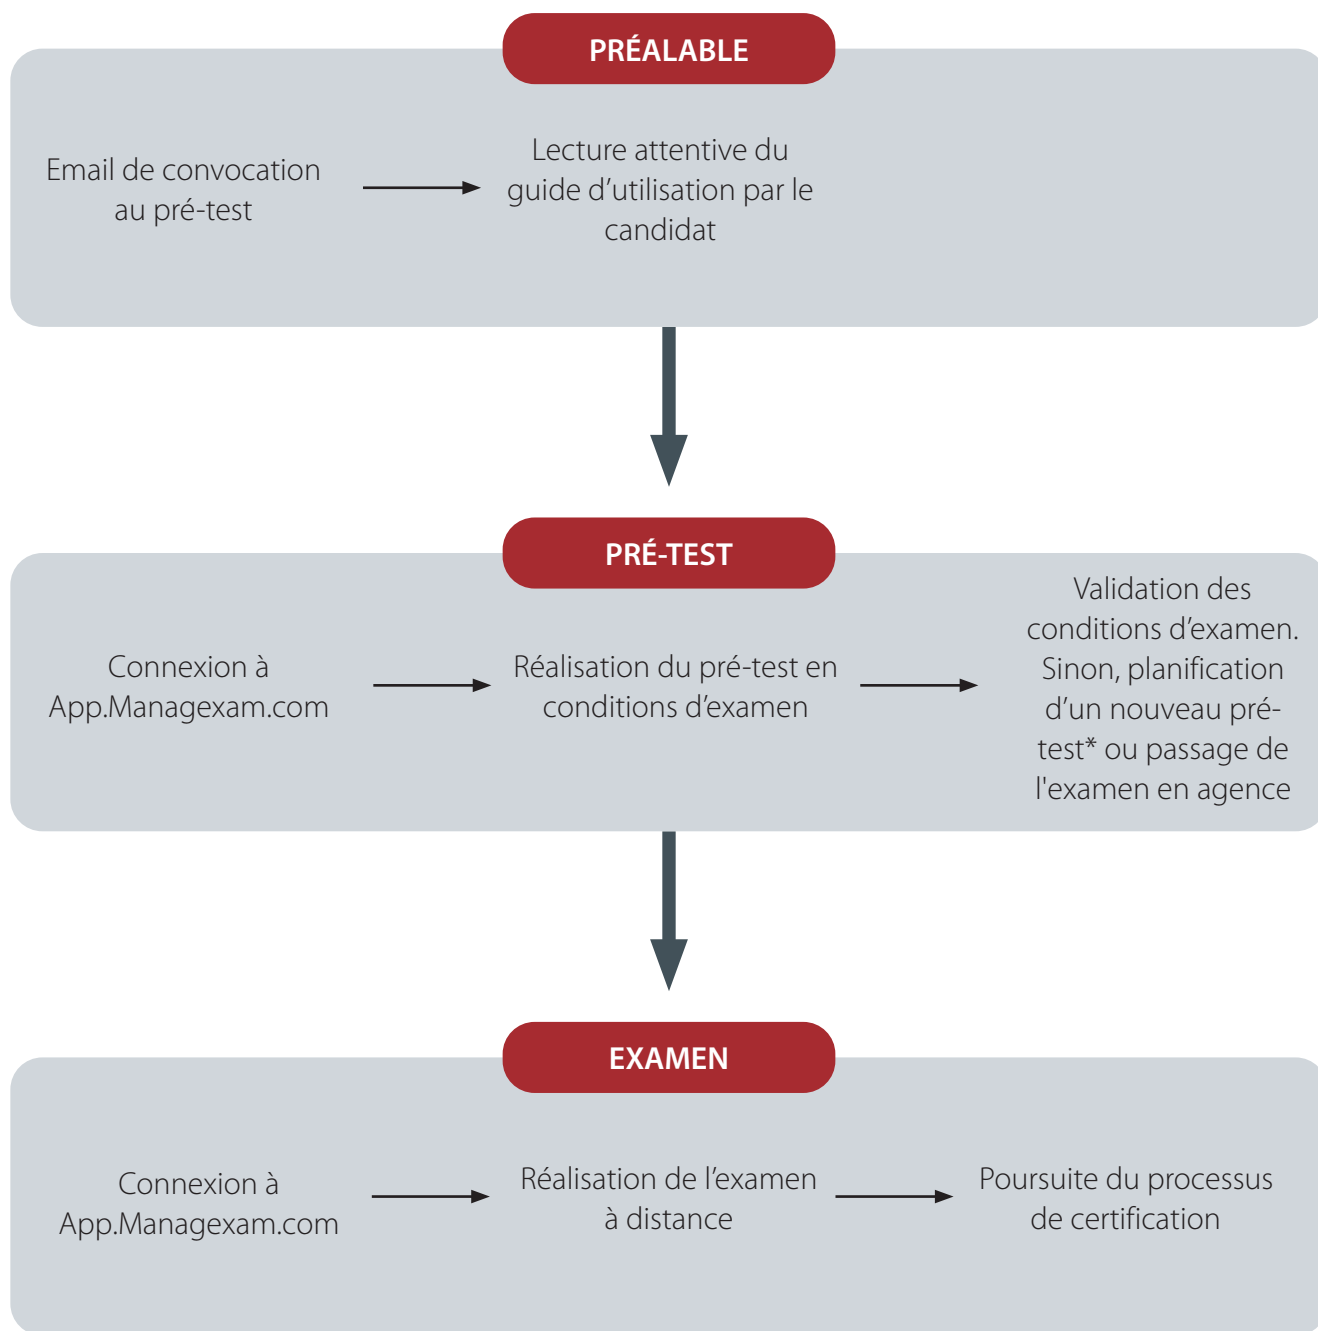 PRÉALABLE
Email de convocation
au pré-test
Lecture attentive du
guide d’utilisation par le
candidat
PRÉ-TEST
Connexion à
App.Managexam.com
Réalisation du pré-test en
conditions d’examen
Validation des
conditions d’examen.
Sinon, planification
d’un nouveau pré-
test* ou passage de
l'examen en agence
EXAMEN
Connexion à
App.Managexam.com
Réalisation de l’examen
à distance
Poursuite du processus
de certification